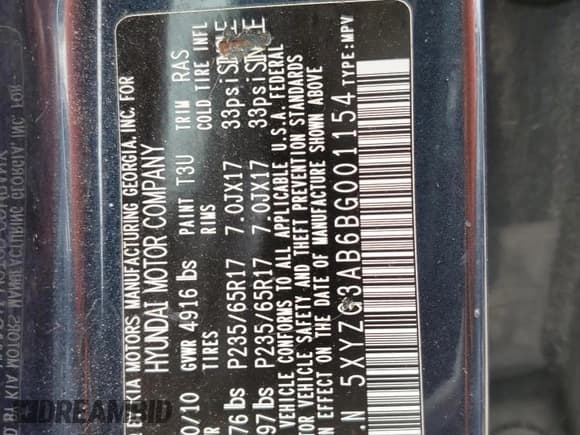 KIA MOTORS MANUFACTURING GEORGIA, INC. FOR
HYUNDAI MOTOR COMPANY
0/10 GVWR 4916 lbs PAINT T3U TRIM RAS
R TIRES RIMS COLD TIRE INFL
76 lbs P235/65R17 7.0JX17 33psi
97 lbs P235/65R17 7.0JX17 33psi
VEHICLE CONFORMS TO ALL APPLICABLE U.S.A. FEDERAL
TOR VEHICLE SAFETY AND THEFT PREVENTION STANDARDS
IN EFFECT ON THE DATE OF MANUFACTURE SHOWN ABOVE
.N 5XYZG3AB6BG001154 TYPE:MPV
DREAMBID